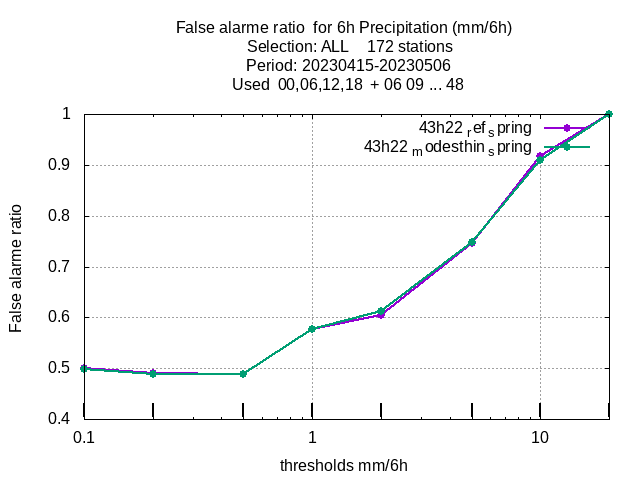 False alarme ratio  for 6h Precipitation (mm/6h)
Selection: ALL    172 stations
Period: 20230415-20230506
Used  00,06,12,18  + 06 09 ... 48
43h22 ref spring
43h22 modesthin spring
1
0.9
0.8
0.7
0.6
0.5
0.4
False alarme ratio
0.1 1 10
thresholds mm/6h